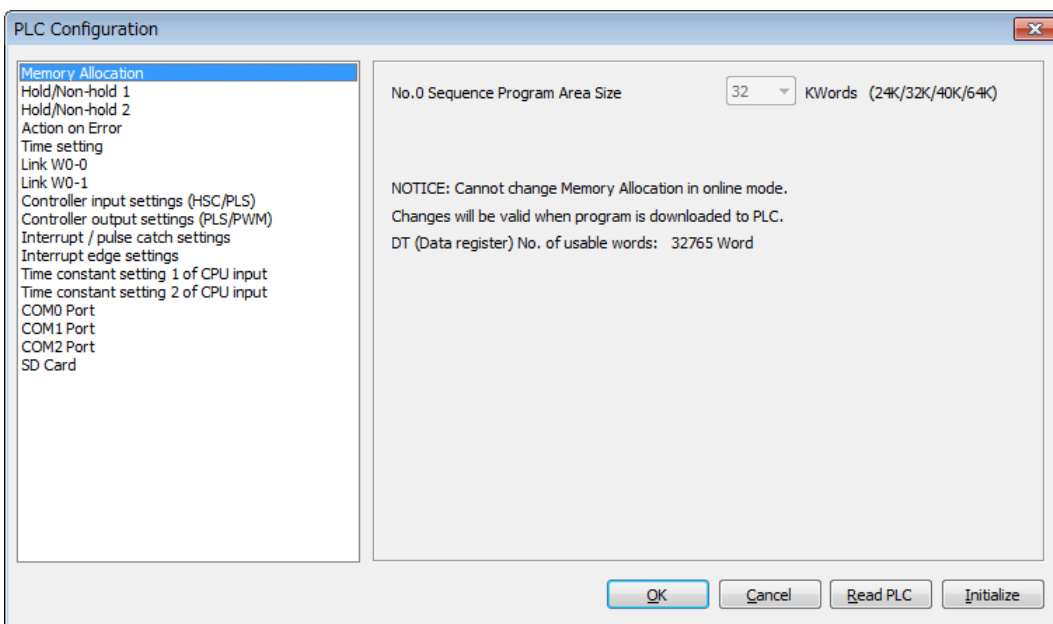 PLC Configuration
Memory Allocation
Hold/Non-hold 1
Hold/Non-hold 2
Action on Error
Time setting
Link W0-0
Link W0-1
Controller input settings (HSC/PLS)
Controller output settings (PLS/PWM)
Interrupt / pulse catch settings
Interrupt edge settings
Time constant setting 1 of CPU input
Time constant setting 2 of CPU input
COM0 Port
COM1 Port
COM2 Port
SD Card
No.0 Sequence Program Area Size 32 KWords (24K/32K/40K/64K)
NOTICE: Cannot change Memory Allocation in online mode.
Changes will be valid when program is downloaded to PLC.
DT (Data register) No. of usable words: 32765 Word
OK Cancel Read PLC Initialize